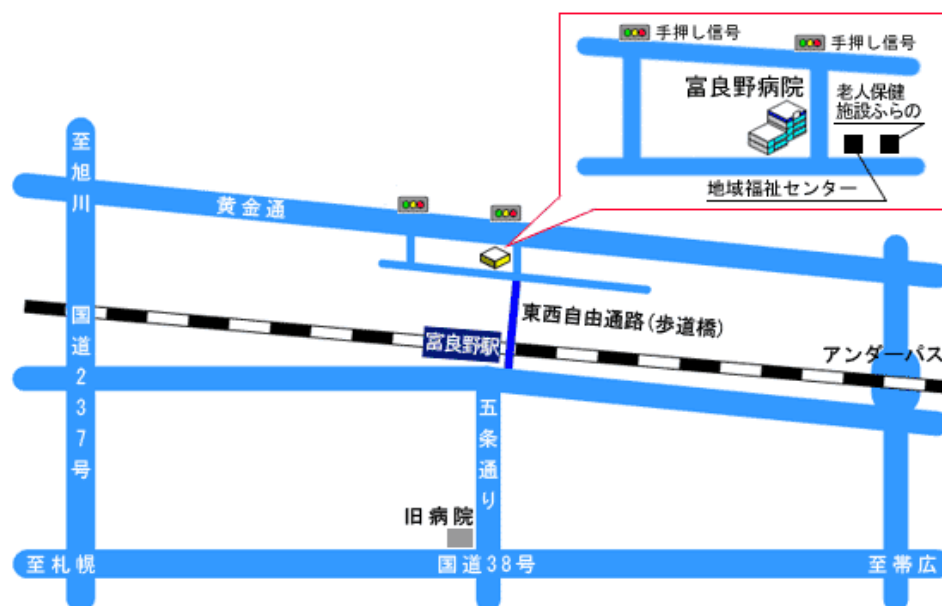 手押し信号
手押し信号
富良野病院
老人保健
施設ふらの
地域福祉センター
至旭川
黄金通
国道237号
東西自由通路(歩道橋)
富良野駅
アンダーパス
五条通り
旧病院
至札幌
国道38号
至帯広